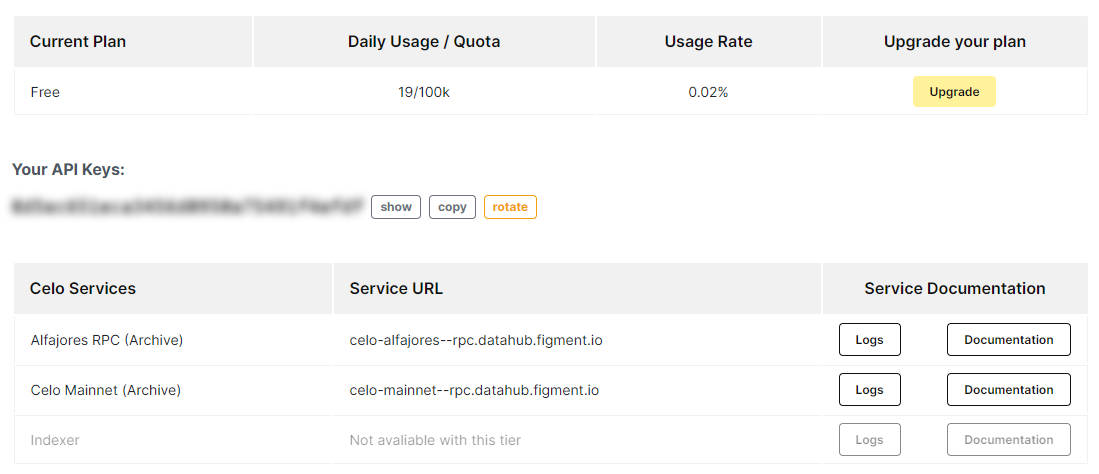 Current Plan Daily Usage / Quota Usage Rate Upgrade your plan
Free 19/100k 0.02% Upgrade
Your API Keys:
show copy rotate
Celo Services Service URL Service Documentation
Alfajores RPC (Archive) celo-alfajores--rpc.datahub.figment.io Logs Documentation
Celo Mainnet (Archive) celo-mainnet--rpc.datahub.figment.io Logs Documentation
Indexer Not avaliable with this tier Logs Documentation